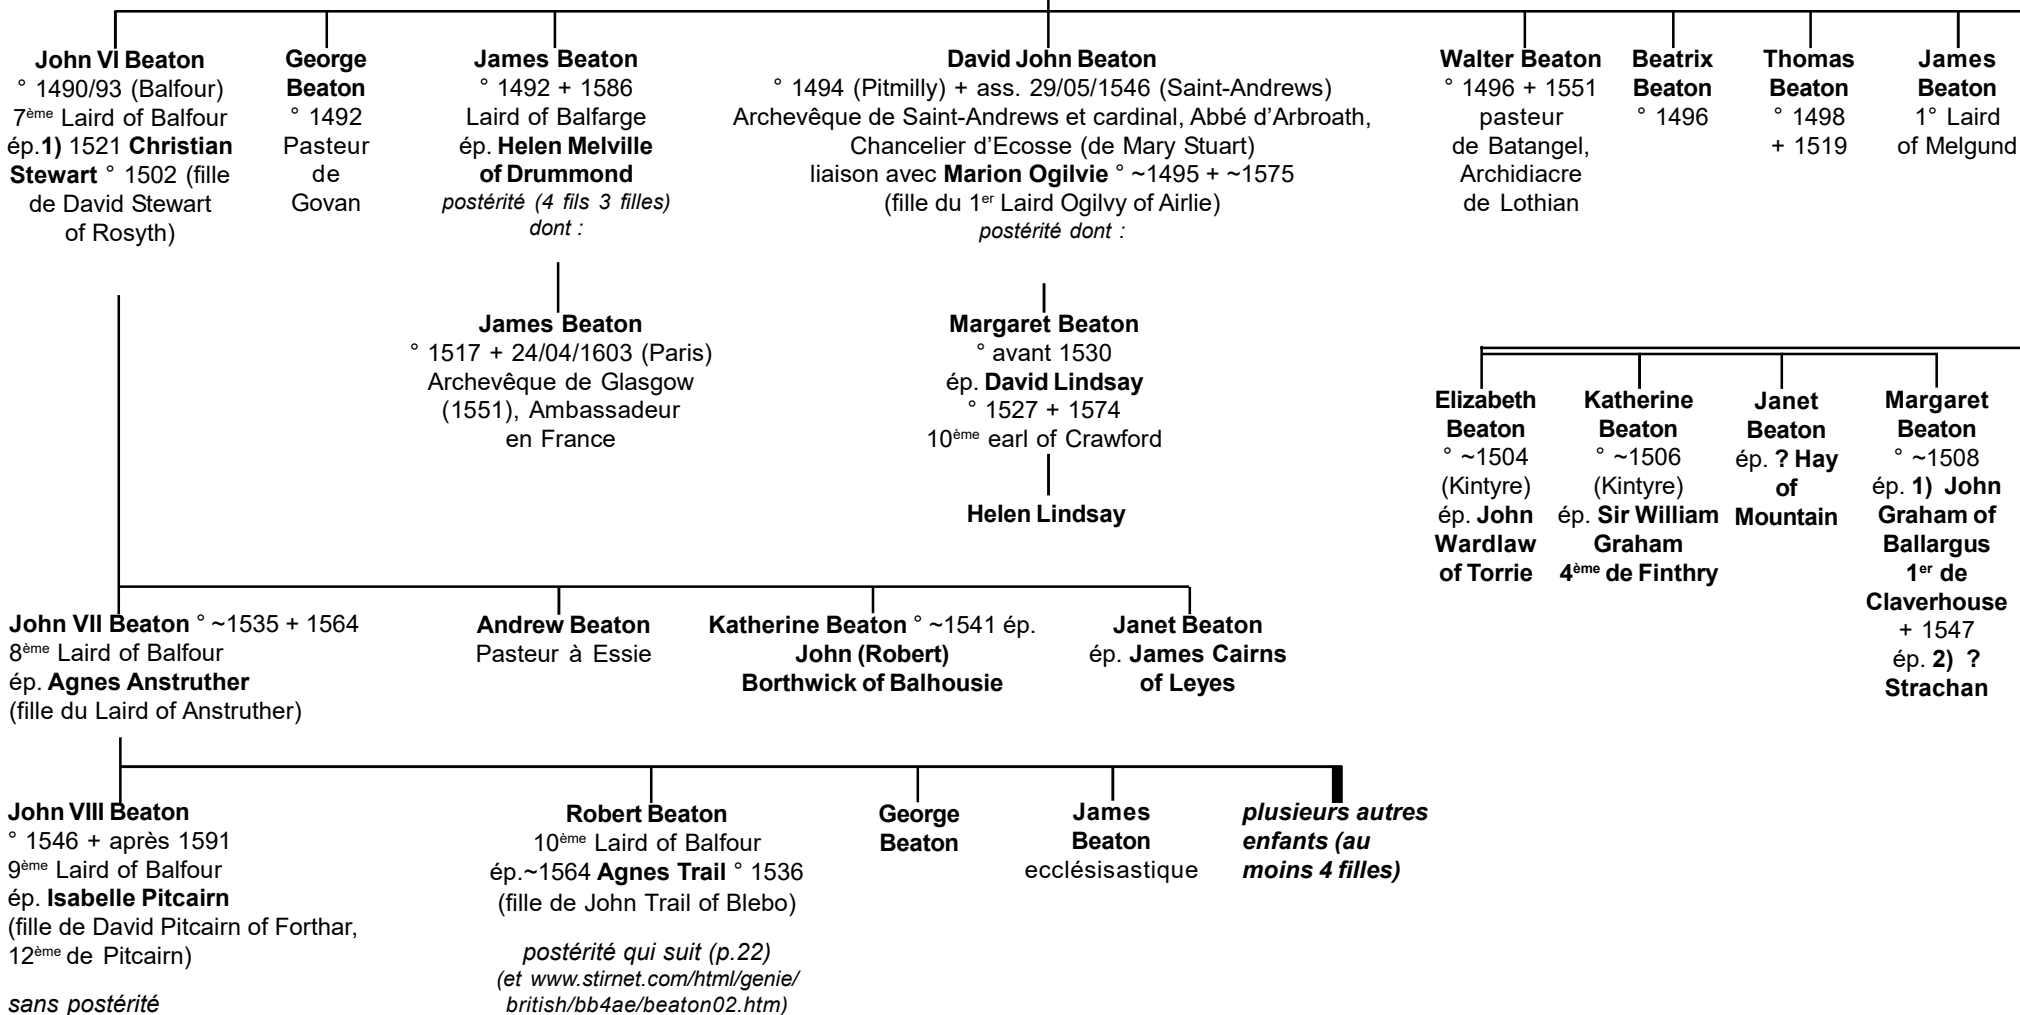 John VI Beaton
° 1490/93 (Balfour)
7ème Laird of Balfour
ép.1) 1521 Christian
Stewart ° 1502 (fille
de David Stewart
of Rosyth)
George
Beaton
° 1492
Pasteur
de
Govan
James Beaton
° 1492 + 1586
Laird of Balfarge
ép. Helen Melville
of Drummond
postérité (4 fils 3 filles)
dont :
David John Beaton
° 1494 (Pitmilly) + ass. 29/05/1546 (Saint-Andrews)
Archevêque de Saint-Andrews et cardinal, Abbé d'Arbroath,
Chancelier d'Ecosse (de Mary Stuart)
liaison avec Marion Ogilvie ° ~1495 + ~1575
(fille du 1er Laird Ogilvy of Airlie)
postérité dont :
Walter Beaton
° 1496 + 1551
pasteur
de Batangel,
Archidiacre
de Lothian
Beatrix
Beaton
° 1496
Thomas
Beaton
° 1498
+ 1519
James
Beaton
1° Laird
of Melgund
James Beaton
° 1517 + 24/04/1603 (Paris)
Archevêque de Glasgow
(1551), Ambassadeur
en France
Margaret Beaton
° avant 1530
ép. David Lindsay
° 1527 + 1574
10ème earl of Crawford
Helen Lindsay
Elizabeth
Beaton
° ~1504
(Kintyre)
ép. John
Wardlaw
of Torrie
Katherine
Beaton
° ~1506
(Kintyre)
ép. Sir William
Graham
4ème de Finthry
Janet
Beaton
ép. ? Hay
of
Mountain
Margaret
Beaton
° ~1508
ép. 1) John
Graham of
Ballargus
1er de
Claverhouse
+ 1547
ép. 2) ?
Strachan
John VII Beaton ° ~1535 + 1564
8ème Laird of Balfour
ép. Agnes Anstruther
(fille du Laird of Anstruther)
Andrew Beaton
Pasteur à Essie
Katherine Beaton ° ~1541 ép.
John (Robert)
Borthwick of Balhousie
Janet Beaton
ép. James Cairns
of Leyes
John VIII Beaton
° 1546 + après 1591
9ème Laird of Balfour
ép. Isabelle Pitcairn
(fille de David Pitcairn of Forthar,
12ème de Pitcairn)
sans postérité
Robert Beaton
10ème Laird of Balfour
ép.~1564 Agnes Trail ° 1536
(fille de John Trail of Blebo)
postérité qui suit (p.22)
(et www.stirnet.com/html/genie/
british/bb4ae/beaton02.htm)
George
Beaton
James
Beaton
ecclésisastique
plusieurs autres
enfants (au
moins 4 filles)